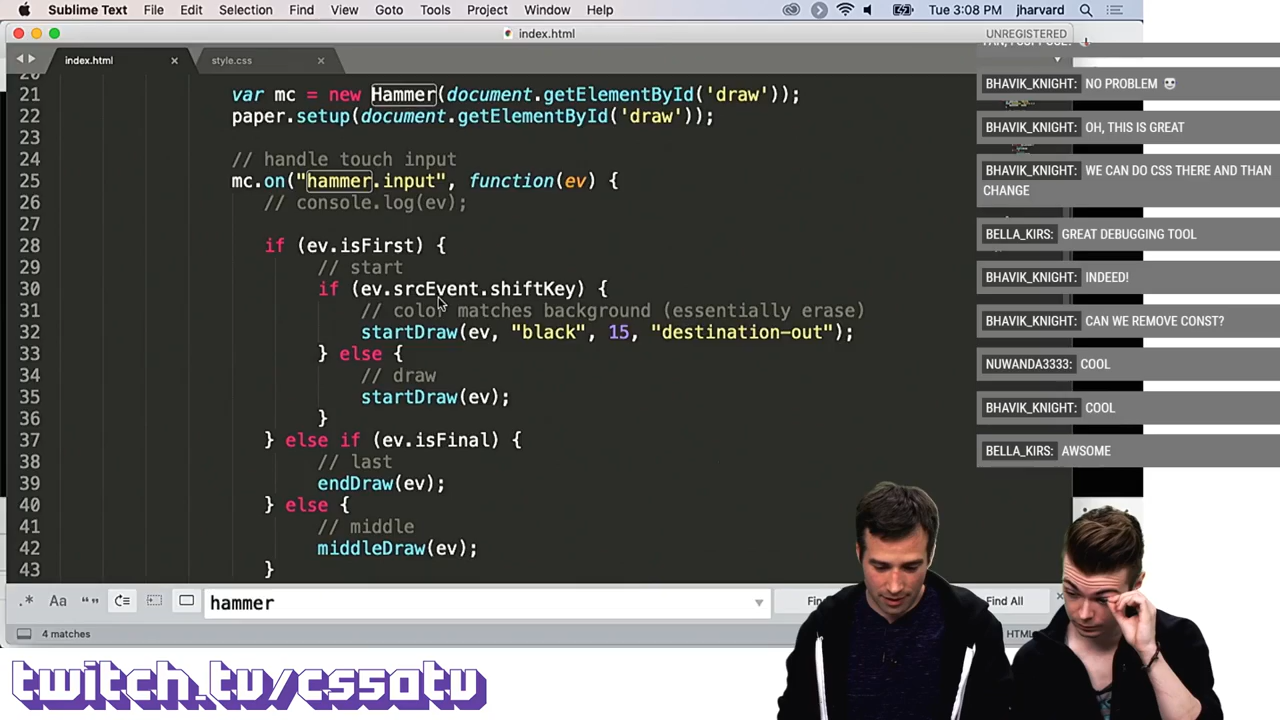 Sublime Text File Edit Selection Find View Goto Tools Project Window Help Tue 3:08 PM jharvard
index.html UNREGISTERED
index.html style.css
21 var mc = new Hammer(document.getElementById('draw'));
22 paper.setup(document.getElementById('draw'));
23
24 // handle touch input
25 mc.on("hammer.input", function(ev) {
26 // console.log(ev);
27
28 if (ev.isFirst) {
29 // start
30 if (ev.srcEvent.shiftKey) {
31 // color matches background (essentially erase)
32 startDraw(ev, "black", 15, "destination-out");
33 } else {
34 // draw
35 startDraw(ev);
36 }
37 } else if (ev.isFinal) {
38 // last
39 endDraw(ev);
40 } else {
41 // middle
42 middleDraw(ev);
43 }
BHAVIK_KNIGHT: NO PROBLEM
BHAVIK_KNIGHT: OH, THIS IS GREAT
BHAVIK_KNIGHT: WE CAN DO CSS THERE AND THAN
CHANGE
BELLA_KIRS: GREAT DEBUGGING TOOL
BHAVIK_KNIGHT: INDEED!
BHAVIK_KNIGHT: CAN WE REMOVE CONST?
NUWANDA3333: COOL
BHAVIK_KNIGHT: COOL
BELLA_KIRS: AWSOME
.* Aa “” hammer Find All
4 matches
twitch.tv/cs50tv